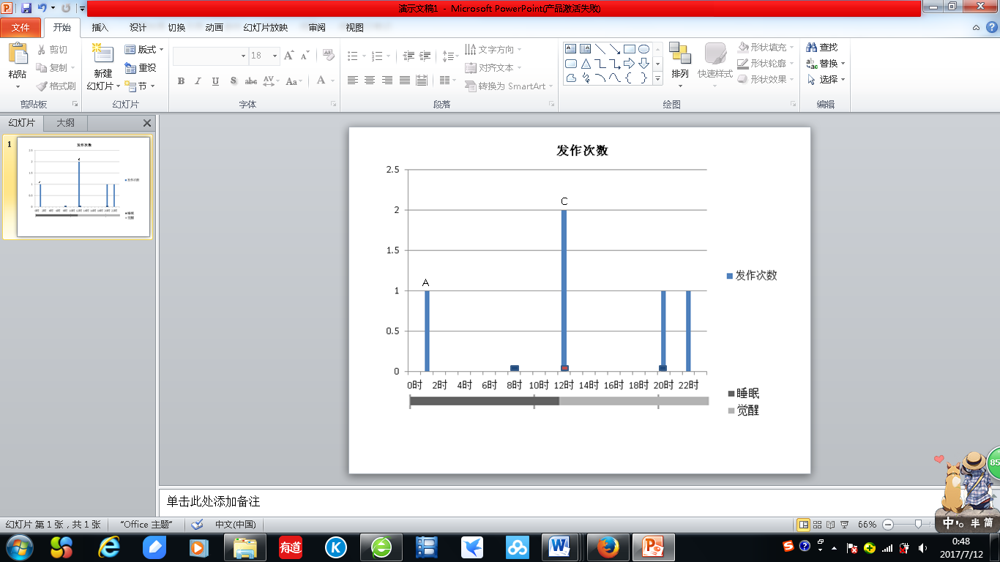 演示文稿1 - Microsoft PowerPoint(产品激活失败)
文件 开始 插入 设计 切换 动画 幻灯片放映 审阅 视图
粘贴 剪切 复制 格式刷 剪贴板
新建 幻灯片 版式 重设 节 幻灯片
18
B I U S abc AV Aa A
字体
文字方向 对齐文本 转换为 SmartArt 段落
排列 快速样式 形状填充 形状轮廓 形状效果 绘图
查找 替换 选择 编辑
幻灯片 大纲
1
发作次数
2.5
2
1.5
1
0.5
0
A
C
0时 2时 4时 6时 8时 10时 12时 14时 16时 18时 20时 22时
发作次数
睡眠
觉醒
单击此处添加备注
85
中 半 简
幻灯片 第 1 张，共 1 张 "Office 主题" 中文(中国) 66%
有道 K W P
0:48
2017/7/12